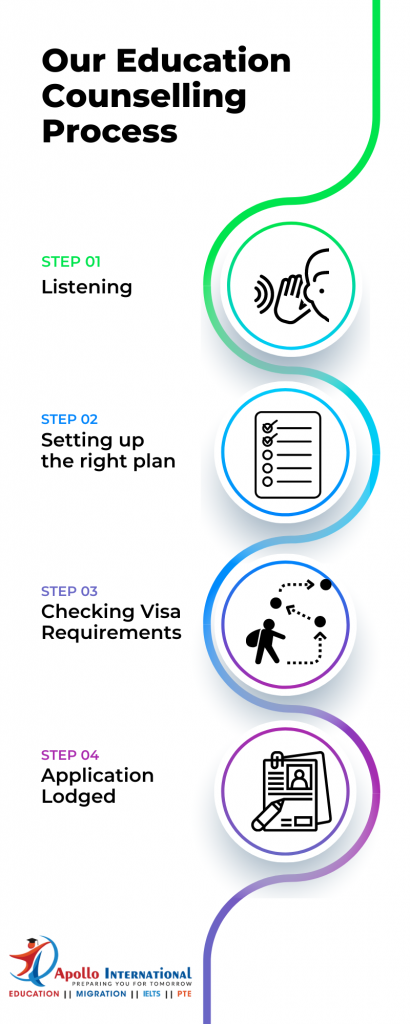 Our Education
Counselling
Process
STEP 01
Listening
STEP 02
Setting up
the right plan
STEP 03
Checking Visa
Requirements
STEP 04
Application
Lodged
Apollo International
PREPARING YOU FOR TOMORROW
EDUCATION || MIGRATION || IELTS || PTE